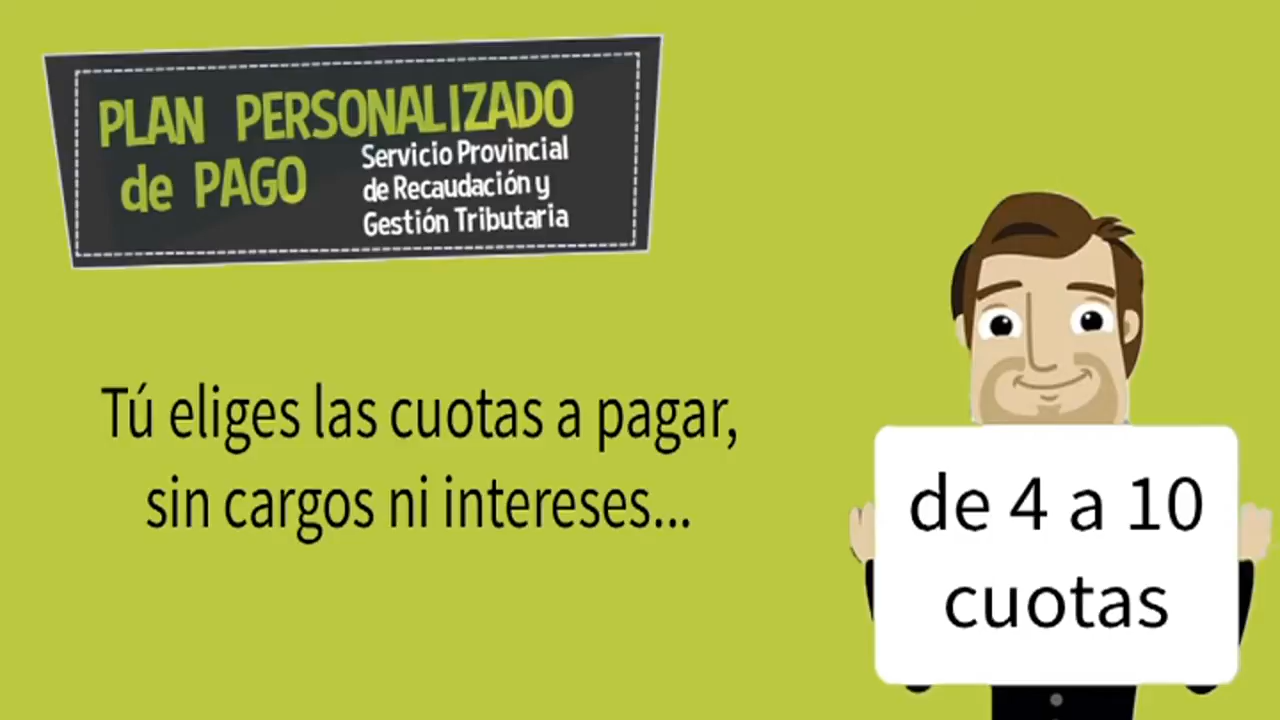 PLAN PERSONALIZADO
de PAGO
Servicio Provincial
de Recaudación y
Gestión Tributaria
Tú eliges las cuotas a pagar,
sin cargos ni intereses...
de 4 a 10
cuotas